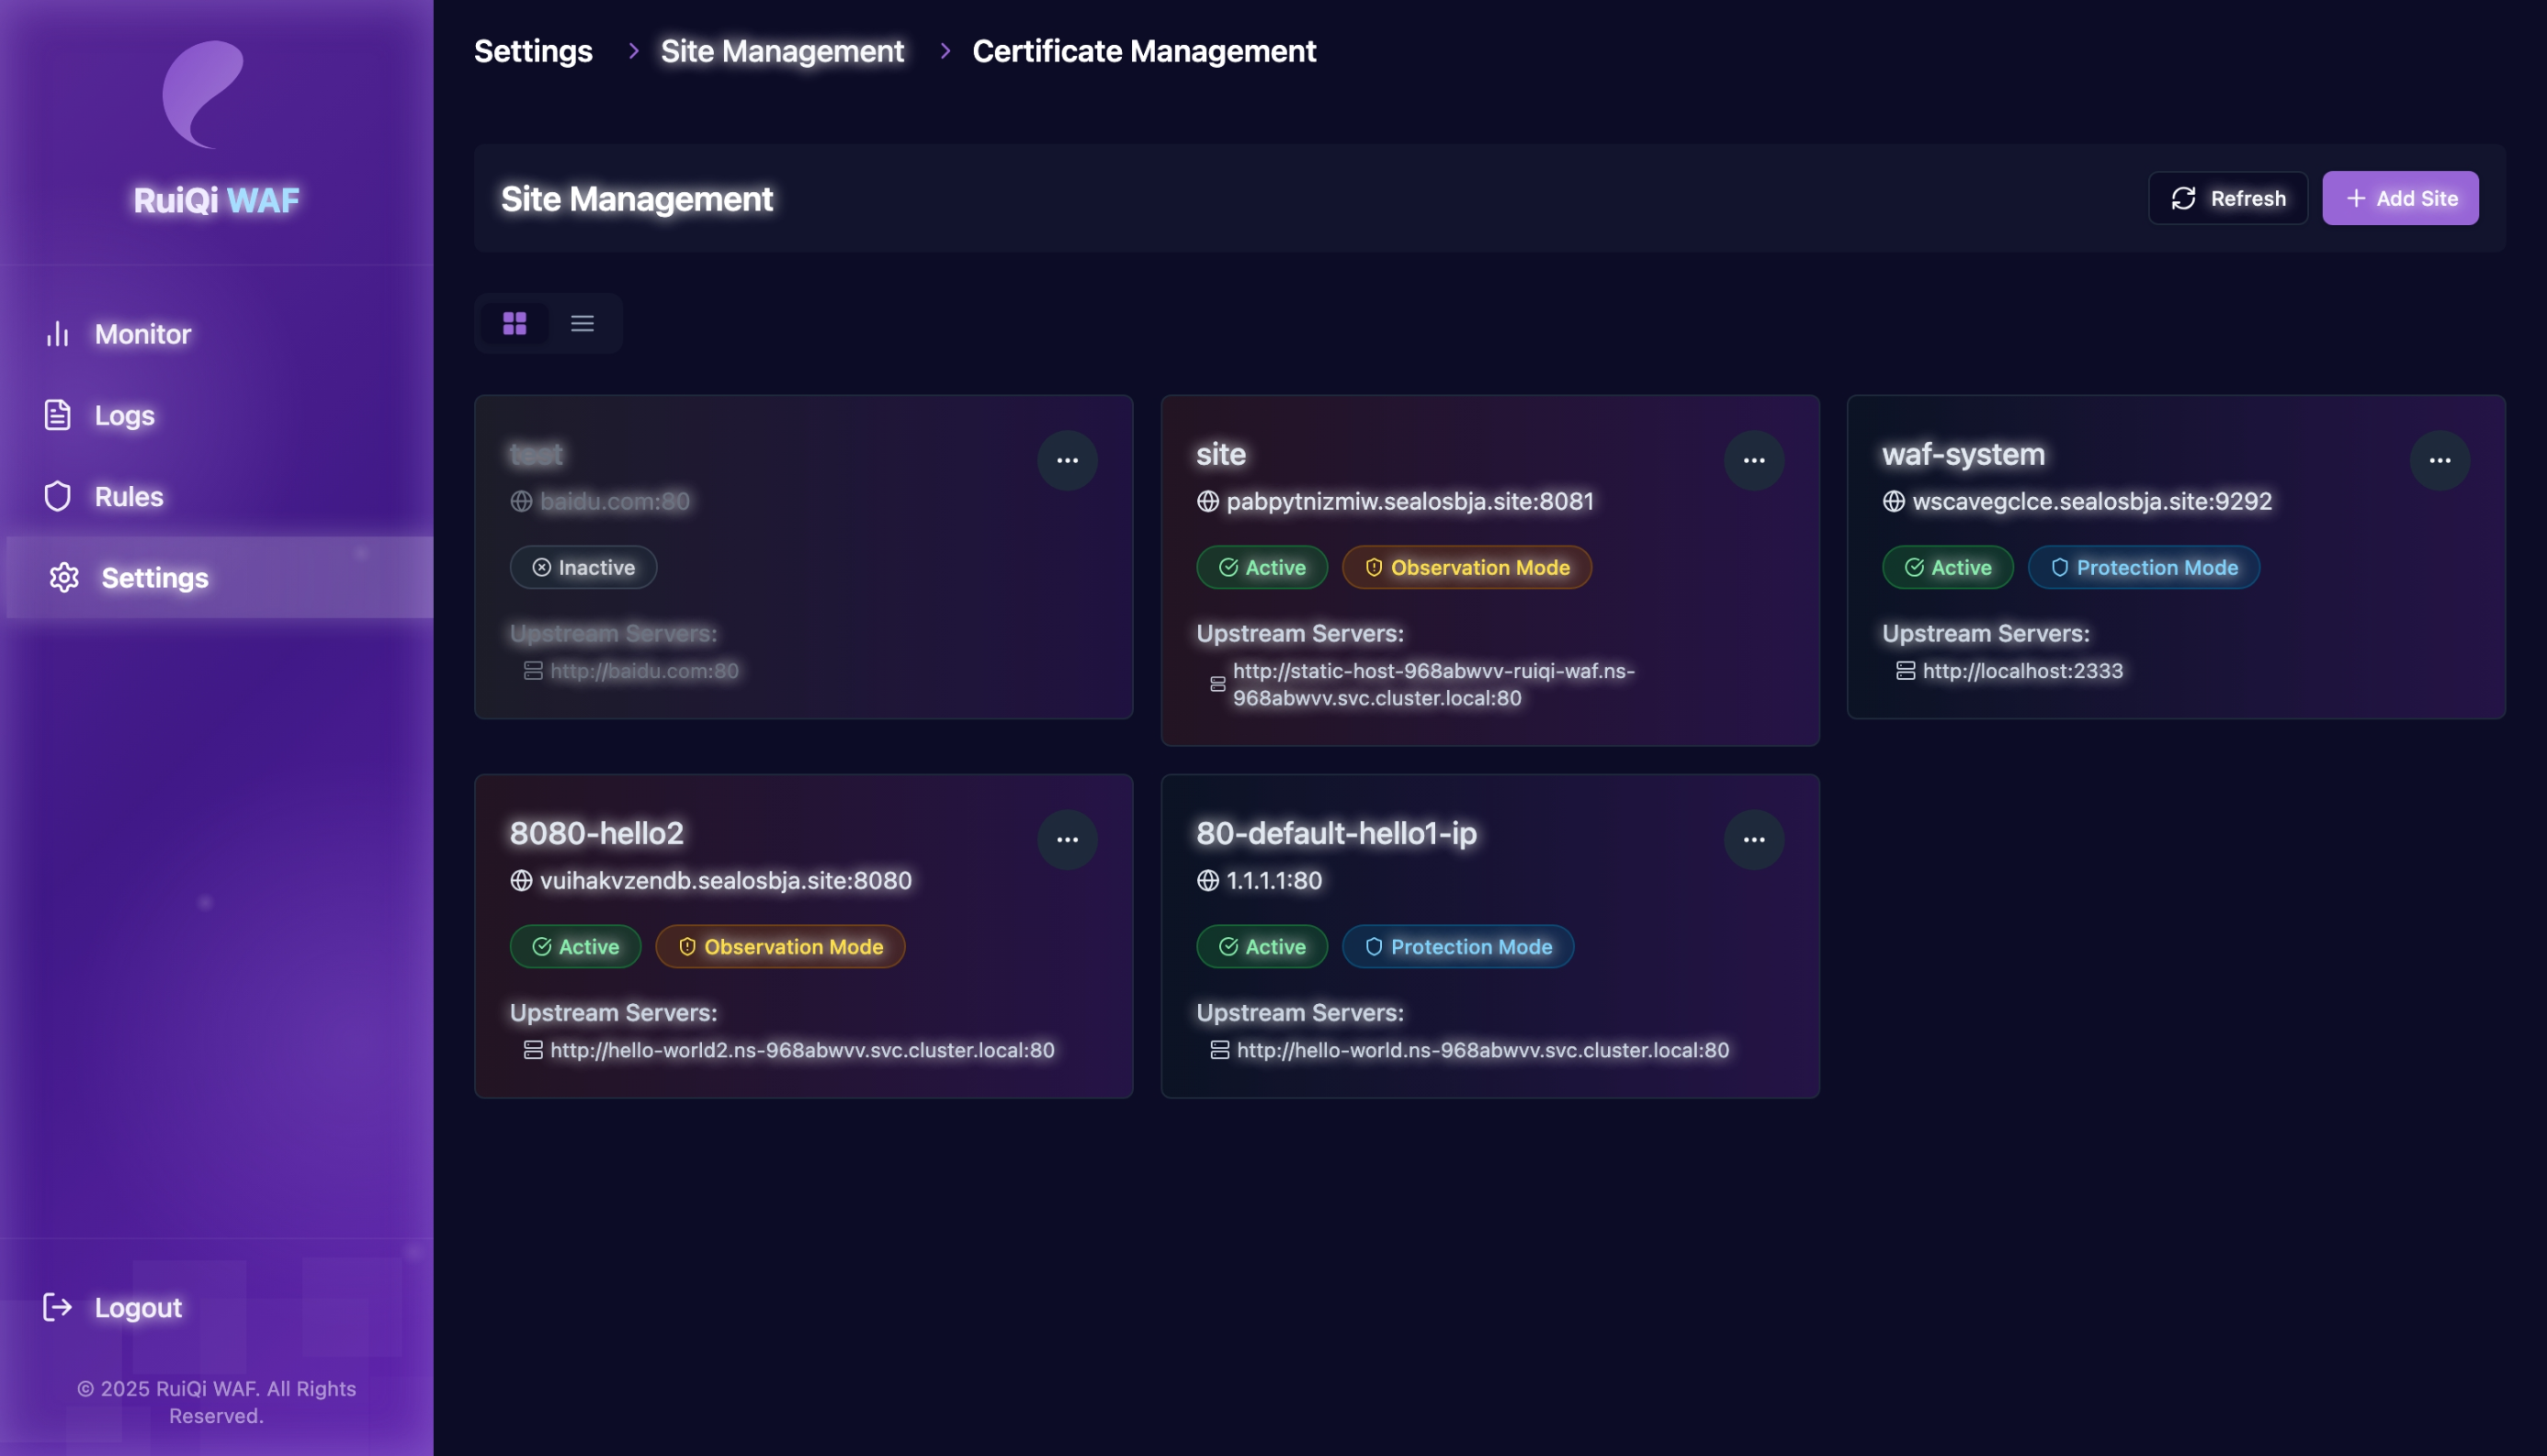 RuiQi WAF
Monitor
Logs
Rules
Settings
Logout
© 2025 RuiQi WAF. All Rights
Reserved.
Settings > Site Management > Certificate Management
Site Management
Refresh
+ Add Site
test
baidu.com:80
Inactive
Upstream Servers:
http://baidu.com:80
site
pabpytnizmiw.sealosbja.site:8081
Active
Observation Mode
Upstream Servers:
http://static-host-968abwvv-ruiqi-waf.ns-
968abwvv.svc.cluster.local:80
waf-system
wscavegclce.sealosbja.site:9292
Active
Protection Mode
Upstream Servers:
http://localhost:2333
8080-hello2
vuihakvzendb.sealosbja.site:8080
Active
Observation Mode
Upstream Servers:
http://hello-world2.ns-968abwvv.svc.cluster.local:80
80-default-hello1-ip
1.1.1.1:80
Active
Protection Mode
Upstream Servers:
http://hello-world.ns-968abwvv.svc.cluster.local:80